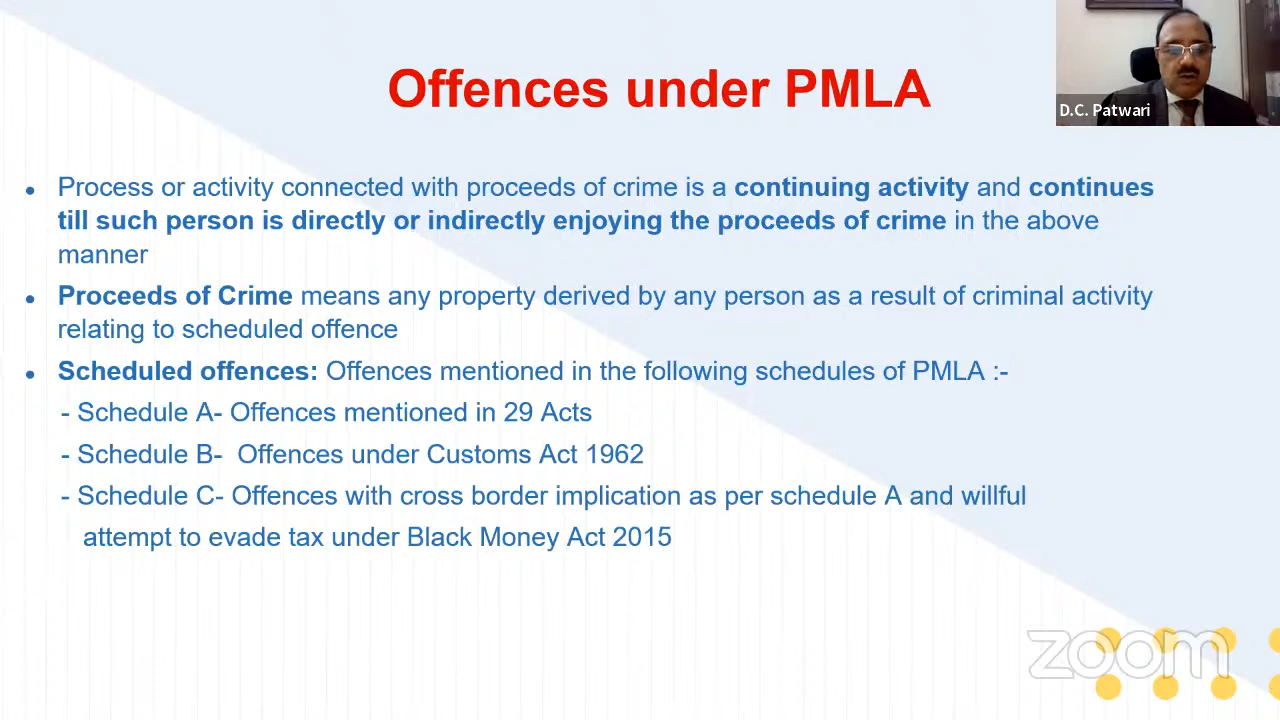 Offences under PMLA
D.C. Patwari
• Process or activity connected with proceeds of crime is a continuing activity and continues
till such person is directly or indirectly enjoying the proceeds of crime in the above
manner
• Proceeds of Crime means any property derived by any person as a result of criminal activity
relating to scheduled offence
• Scheduled offences: Offences mentioned in the following schedules of PMLA :-
- Schedule A- Offences mentioned in 29 Acts
- Schedule B-  Offences under Customs Act 1962
- Schedule C- Offences with cross border implication as per schedule A and willful
attempt to evade tax under Black Money Act 2015
zoom